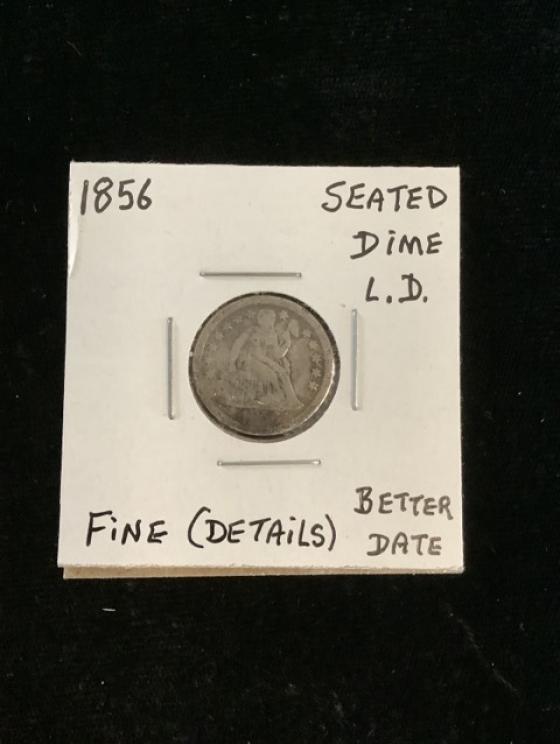 1856
SEATED
DiME
L.D.
FiNE (DETAiLS)
BETTER
DATE